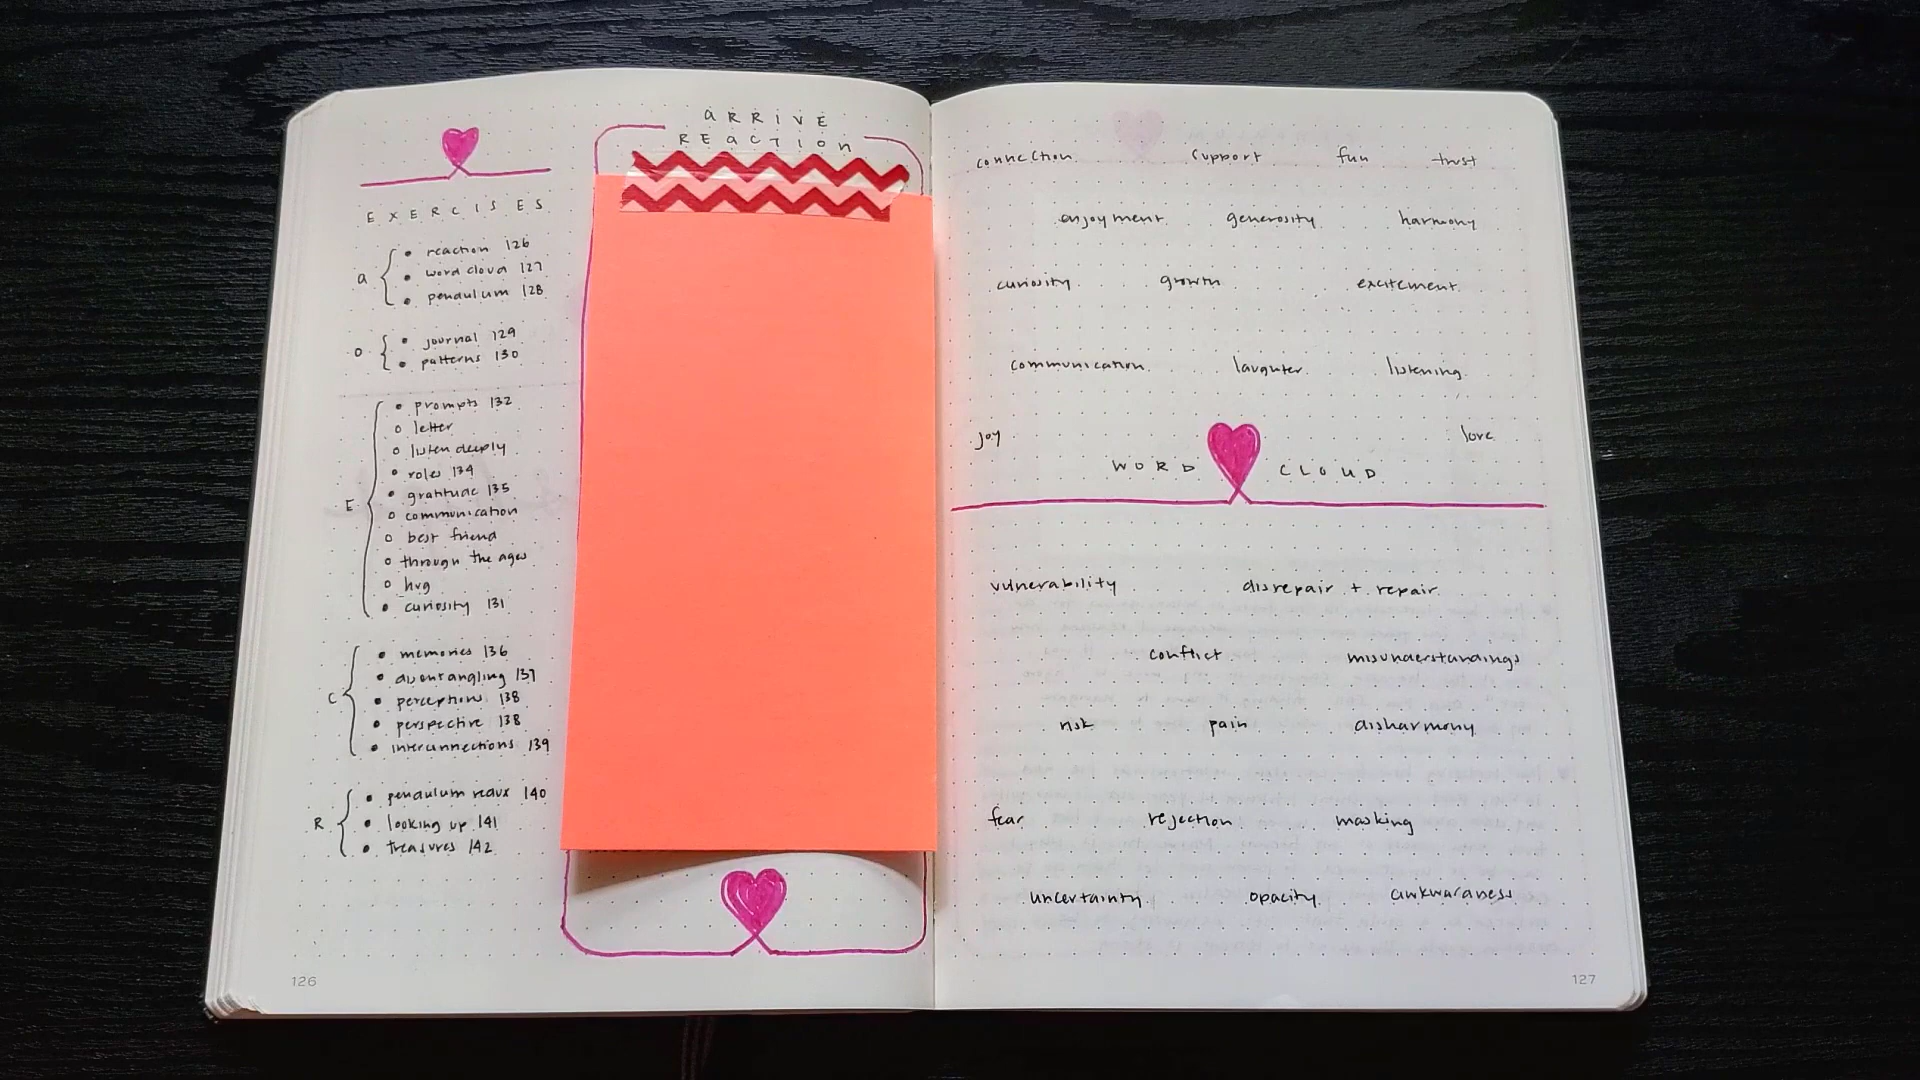 EXERCISES
A
reaction 126
word cloud 127
pendulum 128
O
journal 129
patterns 130
E
prompts 132
letter
listen deeply
roles 134
gratitude 135
communication
best friend
through the ages
hug
curiosity 131
C
memories 136
disentangling 137
perceptions 138
perspective 138
interconnections 139
R
pendulum redux 140
looking up 141
treasures 142
126
ARRIVE
REACTION
connection support fun trust
enjoyment generosity harmony
curiosity growth excitement
communication laughter listening
joy love
WORD CLOUD
vulnerability disrepair + repair
conflict misunderstandings
risk pain disharmony
fear rejection masking
uncertainty opacity awkwardness
127